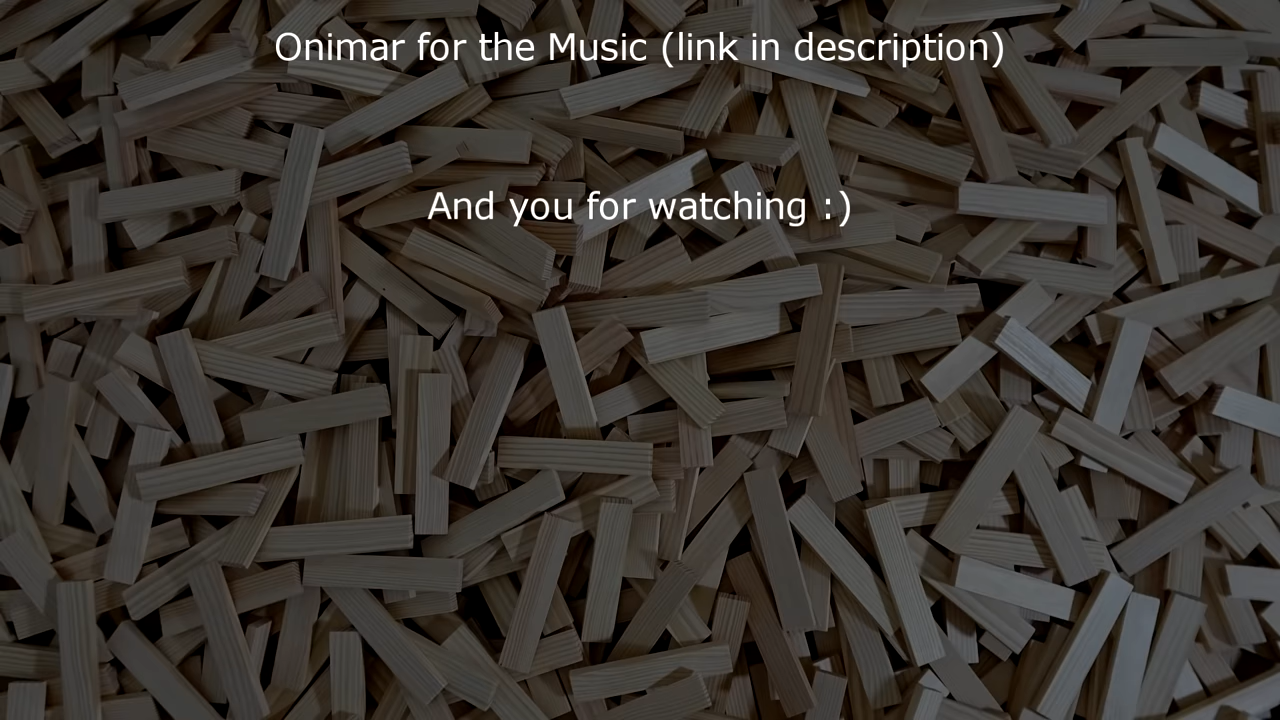 Onimar for the Music (link in description)
And you for watching :)